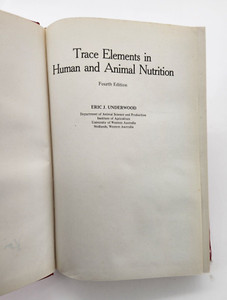 Trace Elements in
Human and Animal Nutrition
Fourth Edition
ERIC J. UNDERWOOD
Department of Animal Science and Production
Institute of Agriculture
University of Western Australia
Nedlands, Western Australia